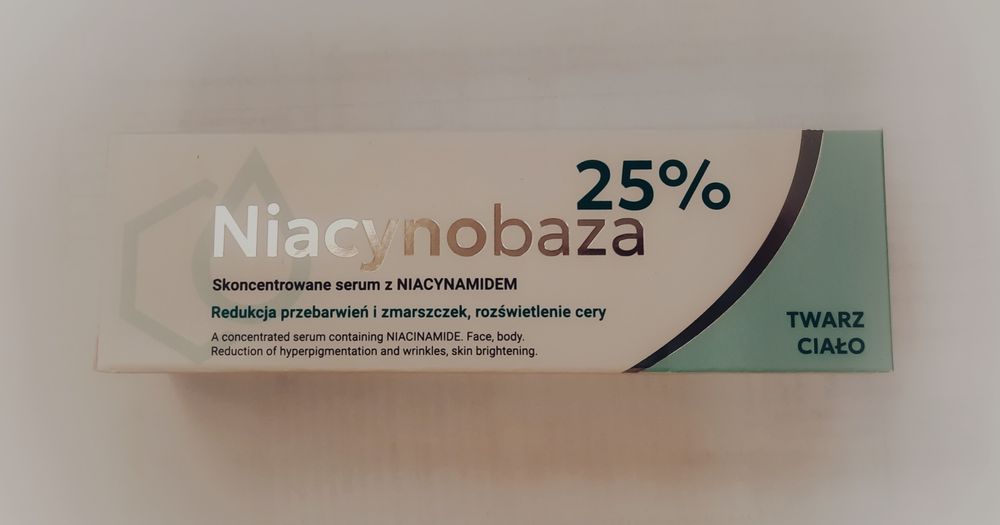 25%
Niacynobaza
Skoncentrowane serum z NIACYNAMIDEM
Redukcja przebarwień i zmarszczek, rozświetlenie cery
A concentrated serum containing NIACINAMIDE. Face, body.
Reduction of hyperpigmentation and wrinkles, skin brightening.
TWARZ
CIAŁO